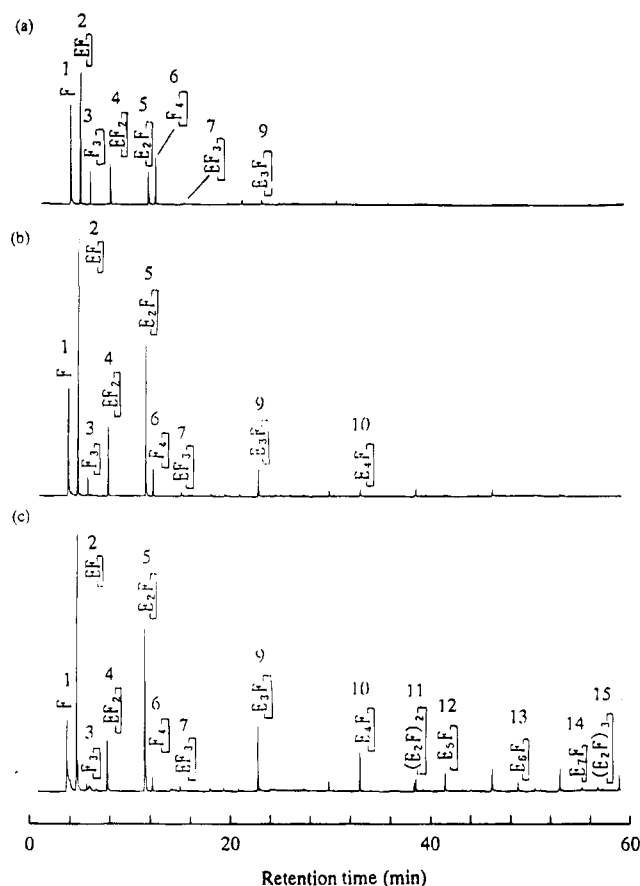 (a)
1 F
2 EF
3 F₃
4 EF₂
5 E₂F
6 F₄
7 EF₃
9 E₃F
(b)
1 F
2 EF
3 F₃
4 EF₂
5 E₂F
6 F₄
7 EF₃
9 E₃F
10 E₄F
(c)
1 F
2 EF
3 F₃
4 EF₂
5 E₂F
6 F₄
7 EF₃
9 E₃F
10 E₄F
11 (E₂F)₂
12 E₅F
13 E₆F
14 E₇F
15 (E₂F)₃
0 20 40 60
Retention time (min)